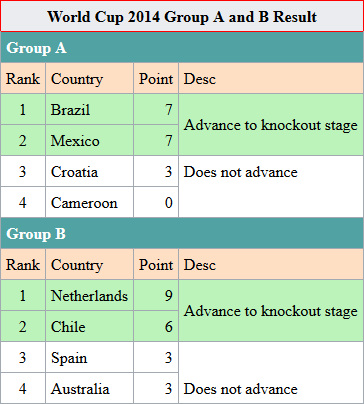 World Cup 2014 Group A and B Result
Group A
Rank Country Point Desc
1 Brazil 7 Advance to knockout stage
2 Mexico 7
3 Croatia 3 Does not advance
4 Cameroon 0
Group B
Rank Country Point Desc
1 Netherlands 9 Advance to knockout stage
2 Chile 6
3 Spain 3
4 Australia 3 Does not advance